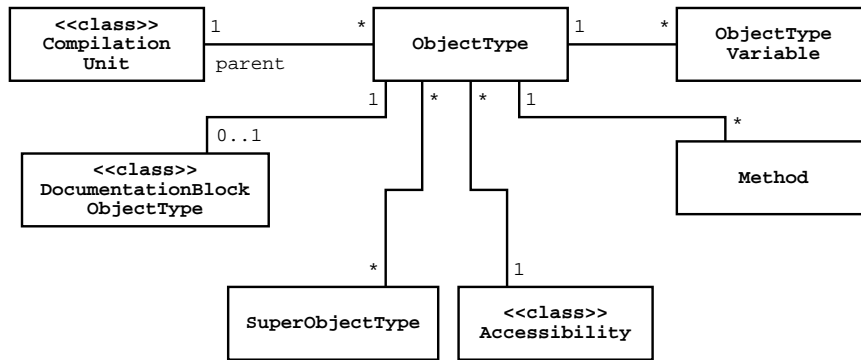 <<class>>
Compilation
Unit
1
*
parent
ObjectType
1
*
ObjectType
Variable
1
*
*
1
0..1
*
<<class>>
DocumentationBlock
ObjectType
Method
*
1
SuperObjectType
<<class>>
Accessibility